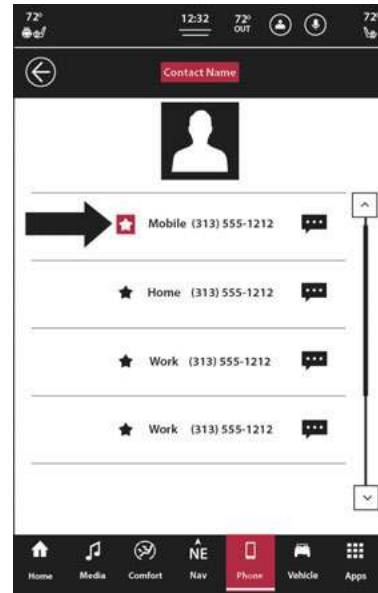 72° 12:32 72° OUT 72°
Contact Name
Mobile (313) 555-1212
Home (313) 555-1212
Work (313) 555-1212
Work (313) 555-1212
NE
Home Media Comfort Nav Phone Vehicle Apps